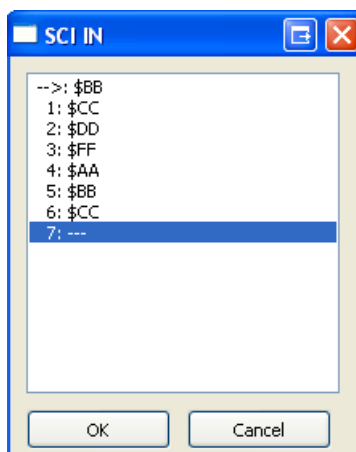 SCI IN
-->: $BB
1: $CC
2: $DD
3: $FF
4: $AA
5: $BB
6: $CC
7: ---
OK
Cancel